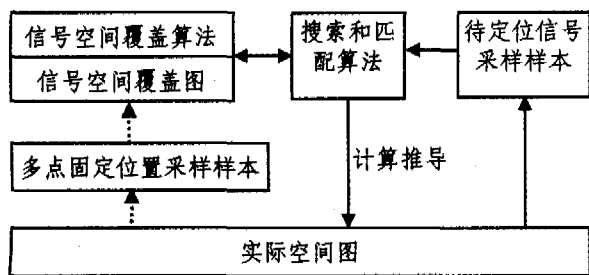 信号空间覆盖算法
信号空间覆盖图
搜索和匹
配算法
待定位信号
采样样本
多点固定位置采样样本
计算推导
实际空间图